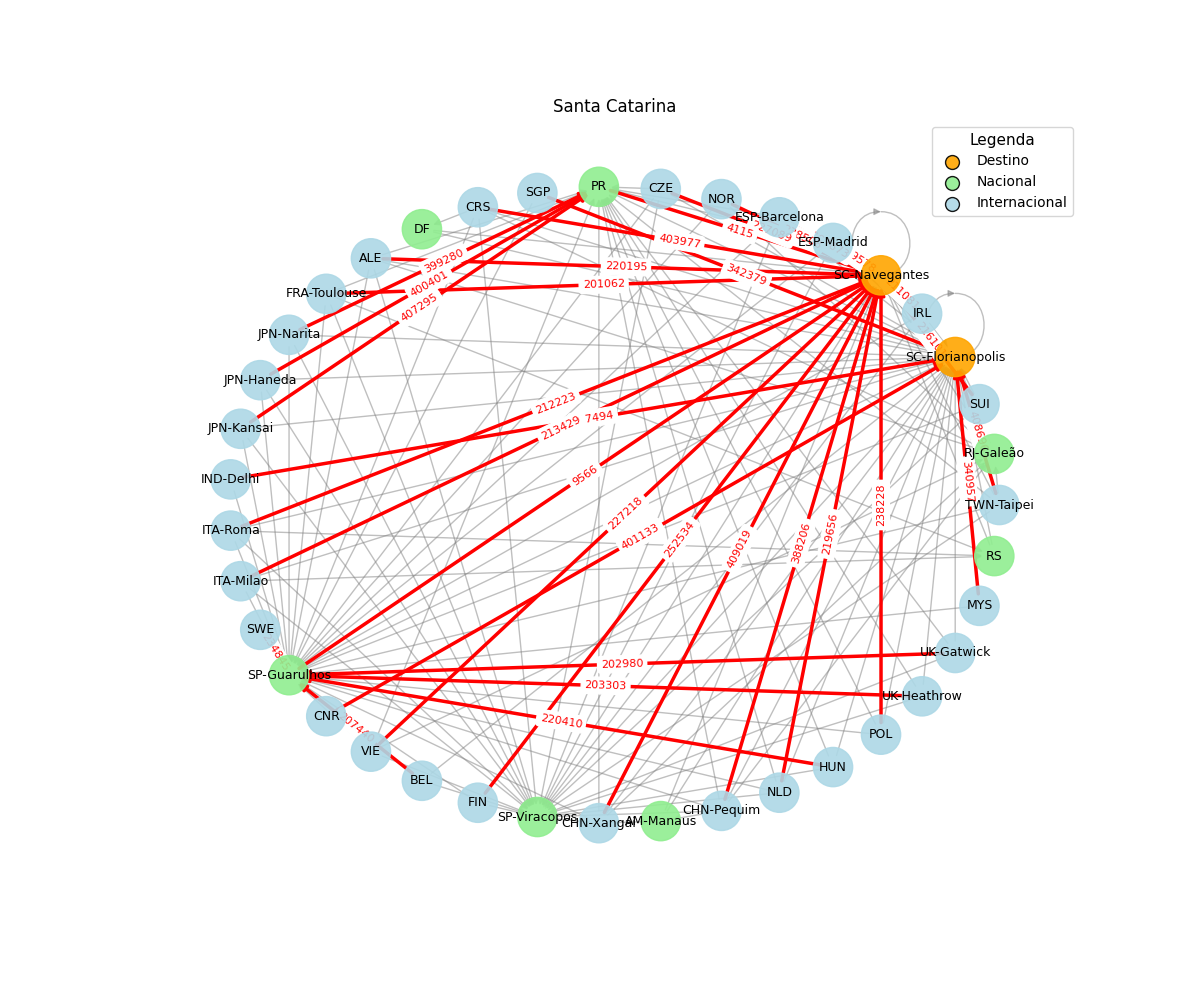 Santa Catarina
Legenda
Destino
Nacional
Internacional
SGP
PR
CZE
NOR
CRS
ESP-Barcelona
DF
ESP-Madrid
ALE
SC-Navegantes
FRA-Toulouse
IRL
JPN-Narita
SC-Florianopolis
JPN-Haneda
SUI
JPN-Kansai
RJ-Galeão
IND-Delhi
TWN-Taipei
ITA-Roma
RS
ITA-Milao
MYS
SWE
UK-Gatwick
SP-Guarulhos
UK-Heathrow
CNR
POL
VIE
HUN
BEL
NLD
FIN
CHN-Pequim
SP-Viracopos
CHN-Xangai
AM-Manaus
4115
403977
399280
220195
342379
400401
201062
407295
212223
7494
213429
9566
340957
238228
227218
219656
401133
252534
388206
409019
202980
203303
220410